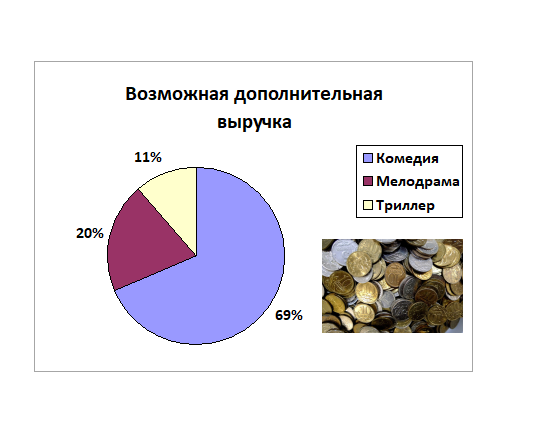 Возможная дополнительная
выручка
11%
Комедия
Мелодрама
Триллер
20%
69%